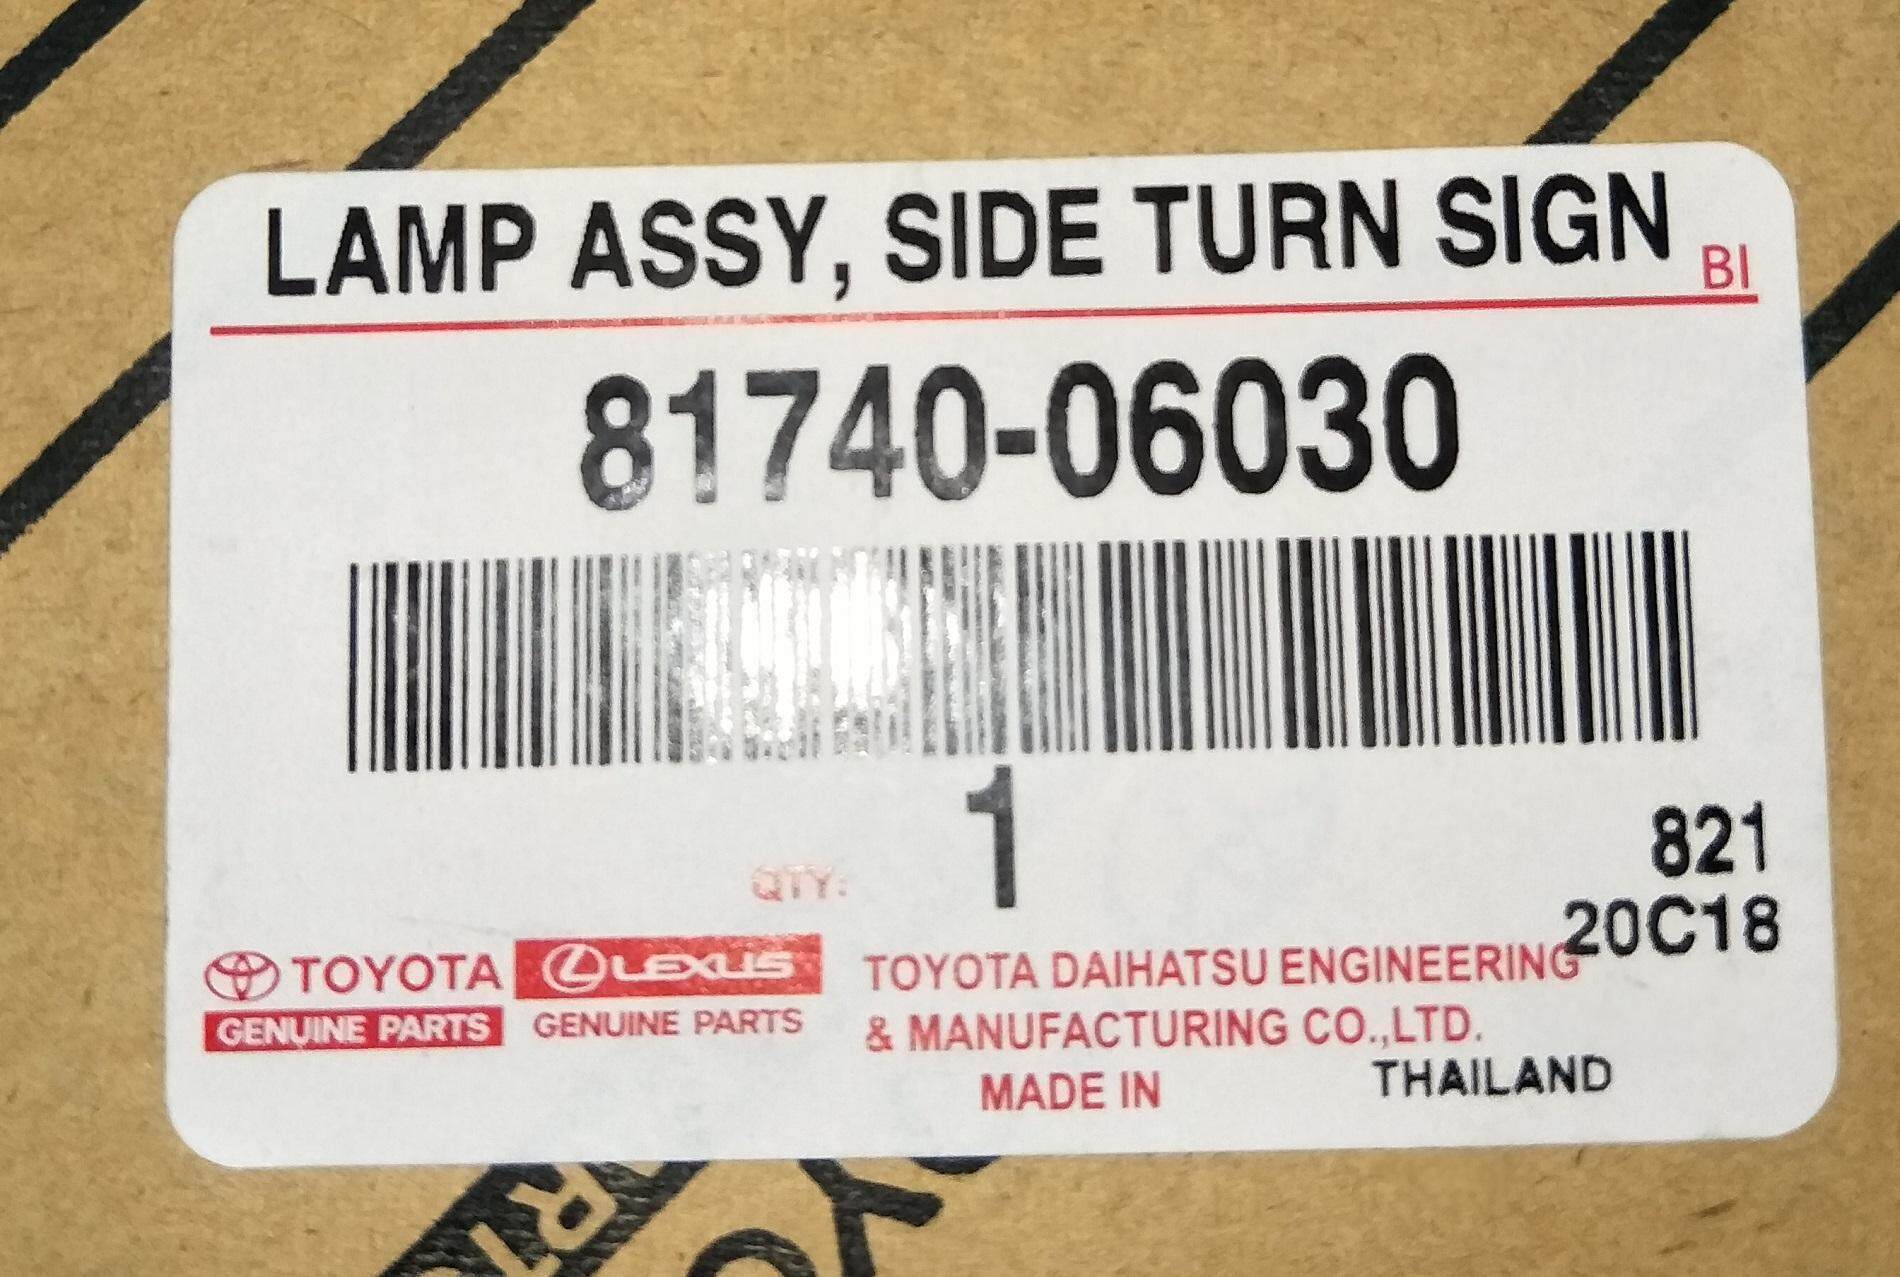 LAMP ASSY, SIDE TURN SIGN
BI
81740-06030
1
QTY:
821
20C18
TOYOTA
GENUINE PARTS
LEXUS
GENUINE PARTS
TOYOTA DAIHATSU ENGINEERING
& MANUFACTURING CO.,LTD.
MADE IN THAILAND